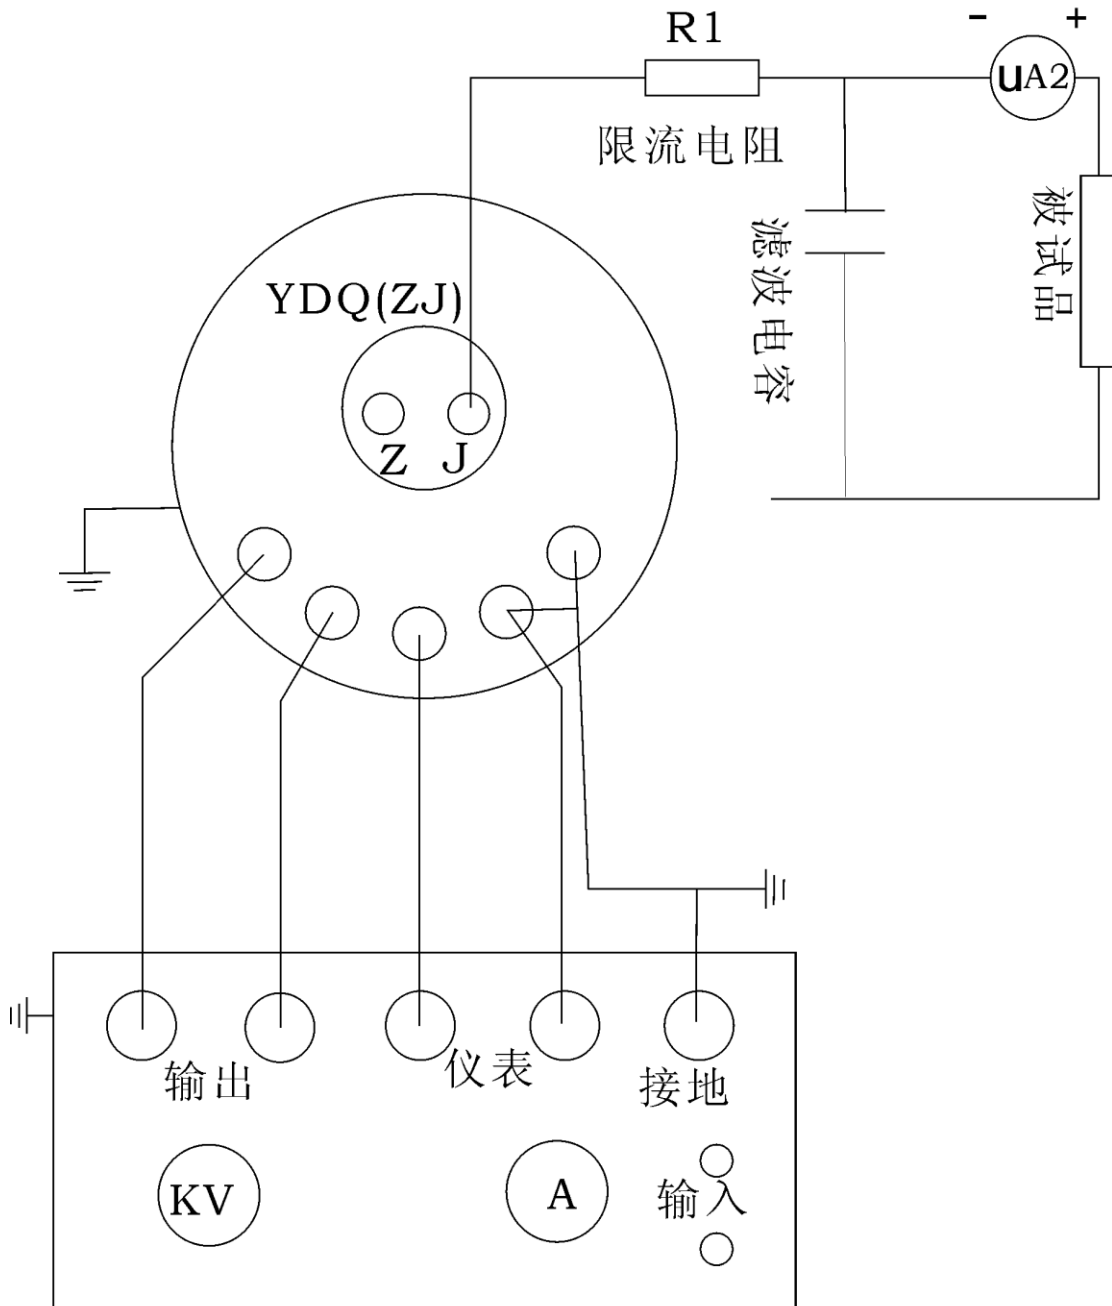 R1
- +
uA2
限流电阻
滤波电容
被试品
YDQ(ZJ)
Z J
输出
仪表
接地
KV
A
输入